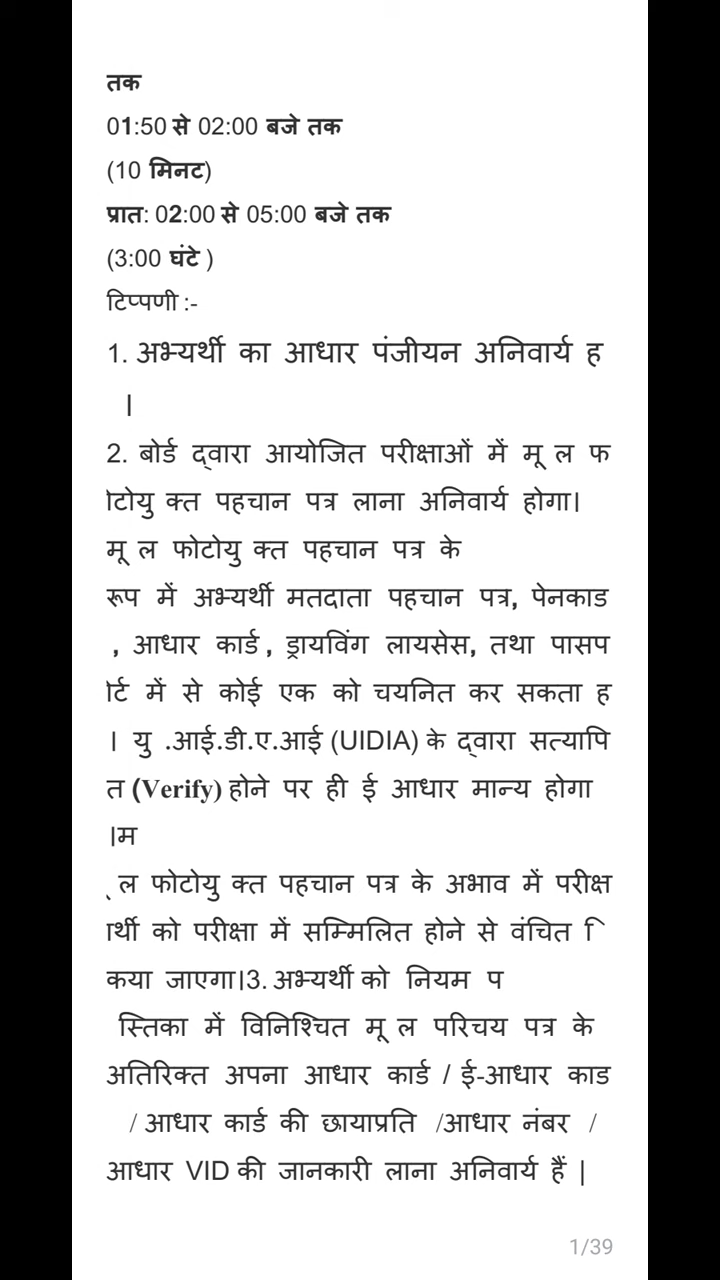 तक
01:50 से 02:00 बजे तक
(10 मिनट)
प्रात: 02:00 से 05:00 बजे तक
(3:00 घंटे )
टिप्पणी :-
1. अभ्यर्थी का आधार पंजीयन अनिवार्य ह
।
2. बोर्ड द्वारा आयोजित परीक्षाओं में मू ल फ
ोटोयु क्त पहचान पत्र लाना अनिवार्य होगा।
मू ल फोटोयु क्त पहचान पत्र के
रूप में अभ्यर्थी मतदाता पहचान पत्र, पेनकाड
, आधार कार्ड , ड्रायविंग लायसेस, तथा पासप
ोर्ट में से कोई एक को चयनित कर सकता ह
। यु .आई.डी.ए.आई (UIDIA) के द्वारा सत्यापि
त (Verify) होने पर ही ई आधार मान्य होगा
।म
ू ल फोटोयु क्त पहचान पत्र के अभाव में परीक्ष
ार्थी को परीक्षा में सम्मिलित होने से वंचित ि
कया जाएगा।3. अभ्यर्थी को नियम प
स्तिका में विनिश्चित मू ल परिचय पत्र के
अतिरिक्त अपना आधार कार्ड / ई-आधार काड
/ आधार कार्ड की छायाप्रति /आधार नंबर /
आधार VID की जानकारी लाना अनिवार्य हैं |
1/39